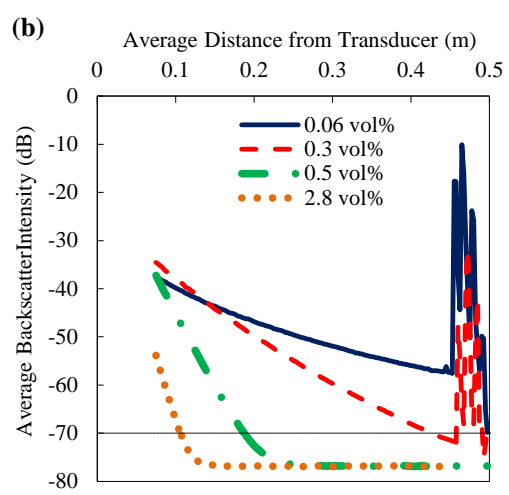 (b)
Average Distance from Transducer (m)
0 0.1 0.2 0.3 0.4 0.5
Average BackscatterIntensity (dB)
0
-10
-20
-30
-40
-50
-60
-70
-80
0.06 vol%
0.3 vol%
0.5 vol%
2.8 vol%